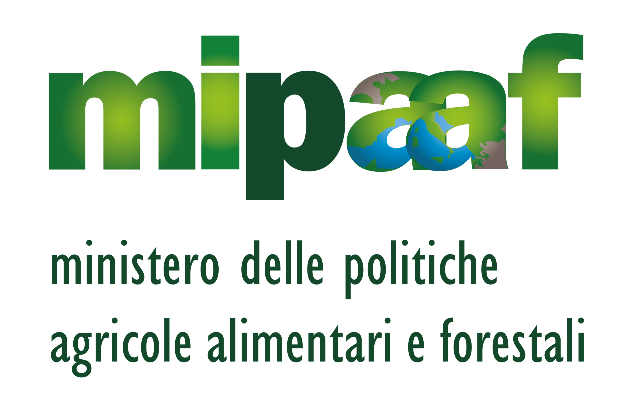 mipaaf
ministero delle politiche
agricole alimentari e forestali